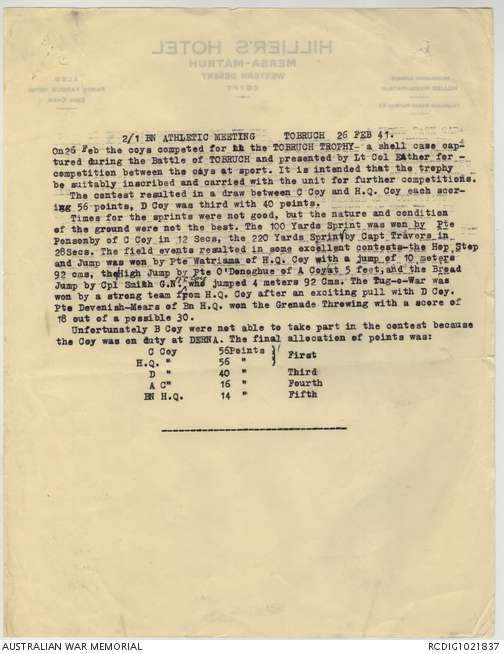 HILLIER'S HOTEL
MERSA-MATRUH
WESTERN DESERT
EGYPT
2/1 BN ATHLETIC MEETING TOBRUCH 26 FEB 41.
On 26 Feb the coys competed for the TOBRUCH TROPHY- a shell case cap-
tured during the Battle of TOBRUCH and presented by Lt Col Eather for -
competition between the coys at sport. It is intended that the trophy
be suitably inscribed and carried with the unit for further competitions.
The contest resulted in a draw between C Coy and H.Q. Coy each scor-
ing 56 points, D Coy was third with 40 points.
Times for the sprints were not good, but the nature and condition
of the ground were not the best. The 100 Yards Sprint was won by Pte
Ponsonby of C Coy in 12 Secs, the 220 Yards Sprint by Capt Travers in
28Secs. The field events resulted in some excellent contests-the Hop Step
and Jump was won by Pte Watriama of H.Q. Coy with a jump of 10 meters
92 cms, the High Jump by Pte O'Donoghue of A Coy at 5 feet, and the Broad
Jump by Cpl Smith G.N. who jumped 4 meters 92 Cms. The Tug-o-War was
won by a strong team from H.Q. Coy after an exciting pull with D Coy.
Pte Devenish-Mears of Bn H.Q. won the Grenade Throwing with a score of
18 out of a possible 30.
Unfortunately B Coy were not able to take part in the contest because
the Coy was on duty at DERNA. The final allocation of points was:
C Coy 56 Points } First
H.Q. " 56 " }
D " 40 " Third
A C" 16 " Fourth
BN H.Q. 14 " Fifth
AUSTRALIAN WAR MEMORIAL RCDIG1021837